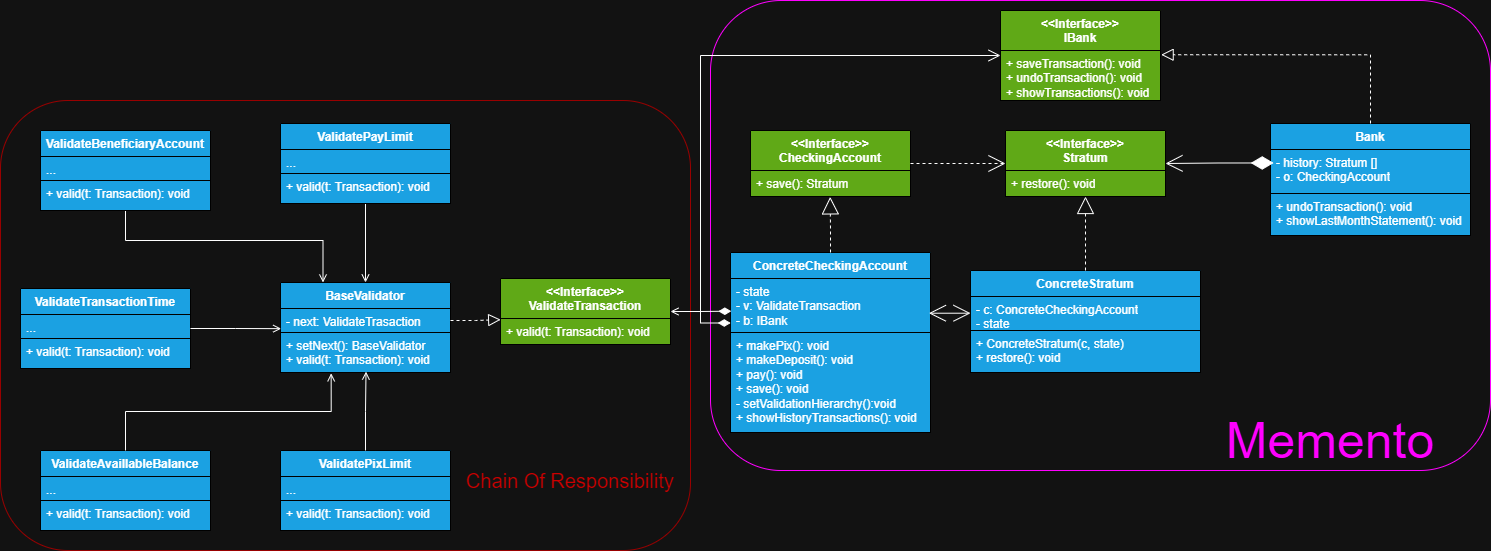 ValidateBeneficiaryAccount
...
+ valid(t: Transaction): void
ValidatePayLimit
...
+ valid(t: Transaction): void
ValidateTransactionTime
...
+ valid(t: Transaction): void
BaseValidator
- next: ValidateTrasaction
+ setNext(): BaseValidator
+ valid(t: Transaction): void
<<Interface>>
ValidateTransaction
+ valid(t: Transaction): void
ValidateAvaillableBalance
...
+ valid(t: Transaction): void
ValidatePixLimit
...
+ valid(t: Transaction): void
Chain Of Responsibility
<<Interface>>
IBank
+ saveTransaction(): void
+ undoTransaction(): void
+ showTransactions(): void
<<Interface>>
CheckingAccount
+ save(): Stratum
<<Interface>>
Stratum
+ restore(): void
Bank
- history: Stratum []
- o: CheckingAccount
+ undoTransaction(): void
+ showLastMonthStatement(): void
ConcreteCheckingAccount
- state
- v: ValidateTransaction
- b: IBank
+ makePix(): void
+ makeDeposit(): void
+ pay(): void
+ save(): void
- setValidationHierarchy():void
+ showHistoryTransactions(): void
ConcreteStratum
- c: ConcreteCheckingAccount
- state
+ ConcreteStratum(c, state)
+ restore(): void
Memento